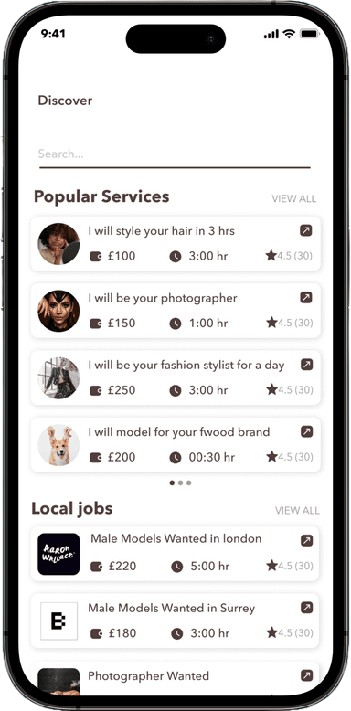 9:41
Discover
Search...
Popular Services
VIEW ALL
I will style your hair in 3 hrs
£100
3:00 hr
4.5 (30)
I will be your photographer
£150
1:00 hr
4.5 (30)
I will be your fashion stylist for a day
£250
3:00 hr
4.5 (30)
I will model for your fwood brand
£200
00:30 hr
4.5 (30)
Local jobs
VIEW ALL
Male Models Wanted in london
£220
5:00 hr
4.5 (30)
Male Models Wanted in Surrey
£180
3:00 hr
4.5 (30)
Photographer Wanted